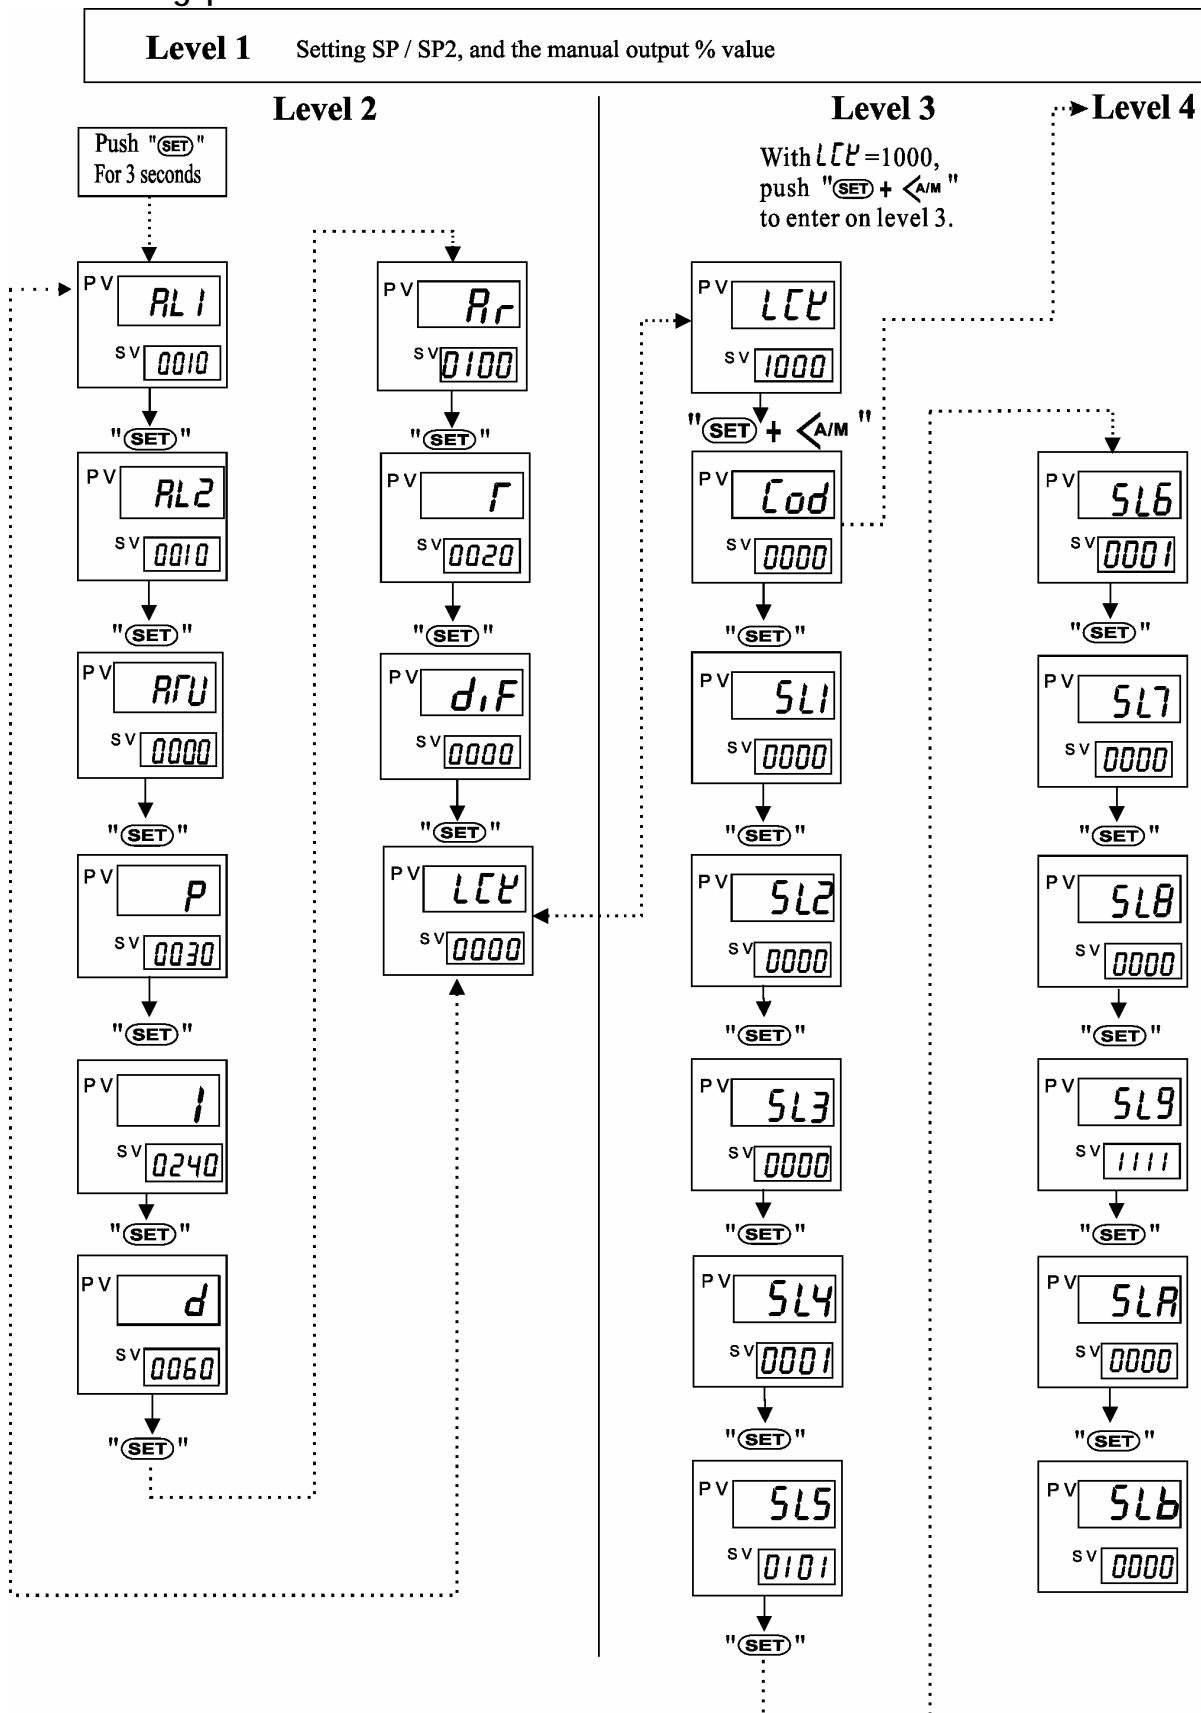 Level 1 Setting SP / SP2, and the manual output % value
Level 2
Push "SET"
For 3 seconds
PV AL1
SV 0010
"SET"
PV AL2
SV 0010
"SET"
PV ATU
SV 0000
"SET"
PV P
SV 0030
"SET"
PV I
SV 0240
"SET"
PV d
SV 0060
"SET"
PV Ar
SV 0100
"SET"
PV T
SV 0020
"SET"
PV diF
SV 0000
"SET"
PV LCK
SV 0000
Level 3
With LCK=1000,
push "SET + <A/M"
to enter on level 3.
PV LCK
SV 1000
"SET + <A/M"
PV Cod
SV 0000
"SET"
PV SL1
SV 0000
"SET"
PV SL2
SV 0000
"SET"
PV SL3
SV 0000
"SET"
PV SL4
SV 0001
"SET"
PV SL5
SV 0101
"SET"
Level 4
PV SL6
SV 0001
"SET"
PV SL7
SV 0000
"SET"
PV SL8
SV 0000
"SET"
PV SL9
SV 1111
"SET"
PV SLA
SV 0000
"SET"
PV SLb
SV 0000